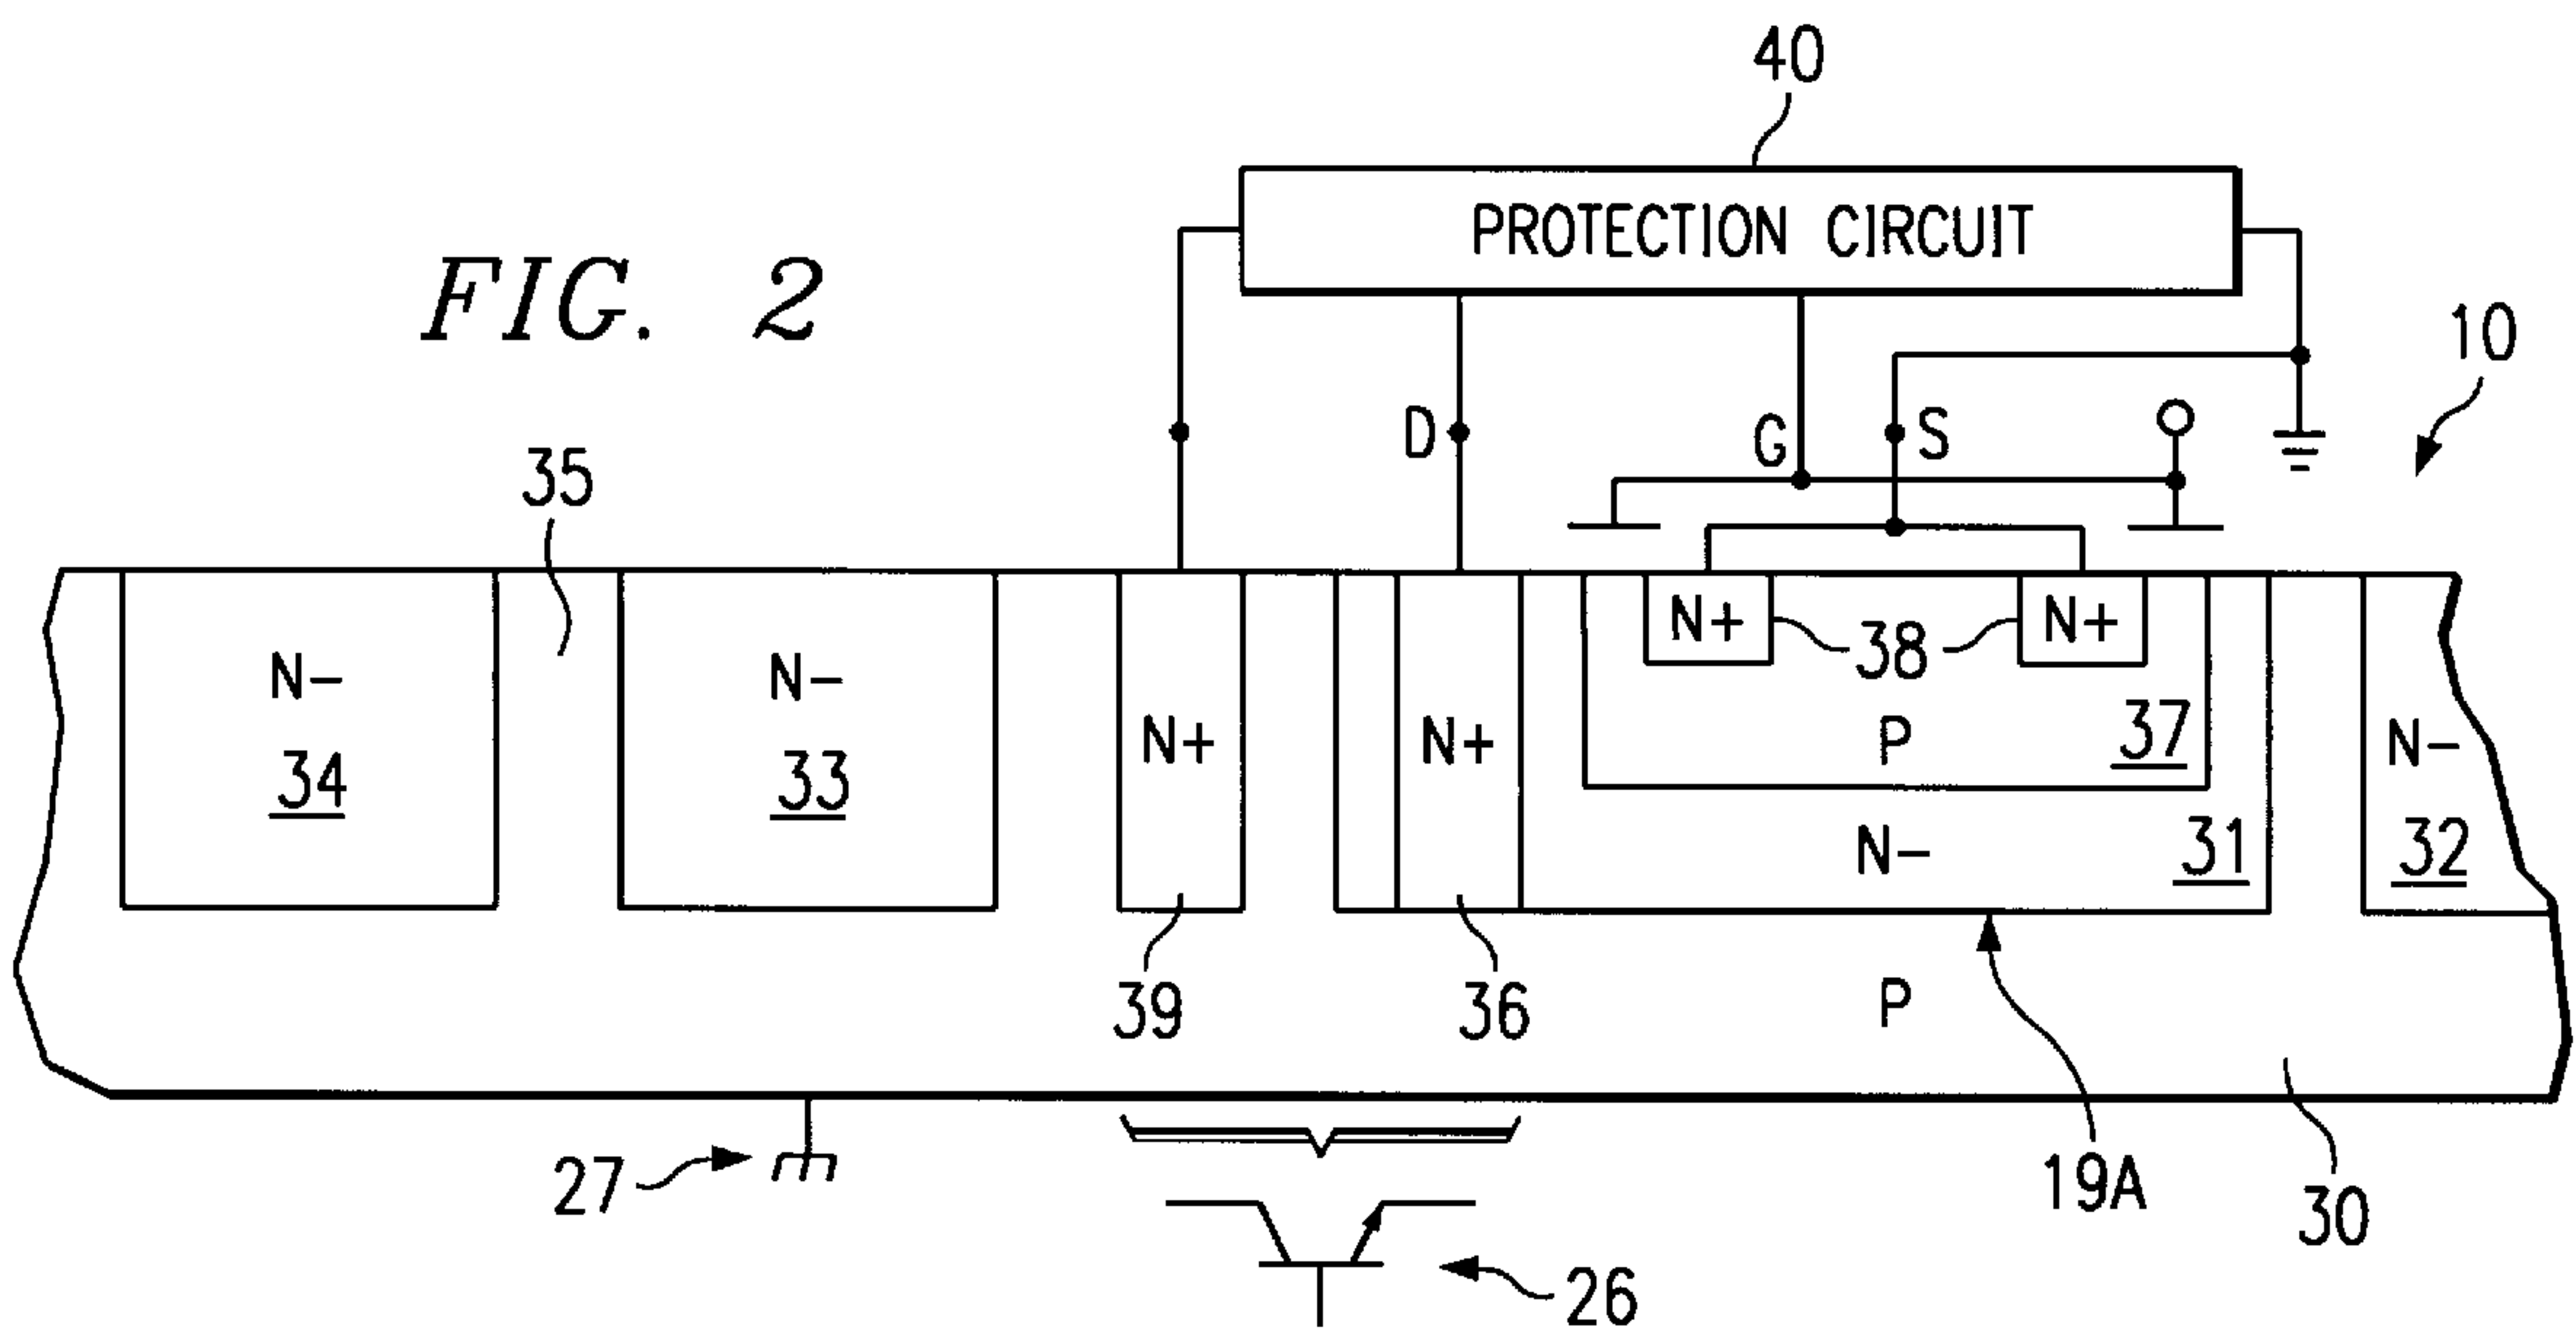 40
PROTECTION CIRCUIT
FIG. 2
10
D
G
S
35
N-
34
N-
33
N+
N+
N+
38
N+
P
37
N-
31
N-
32
39
36
P
27
19A
30
26